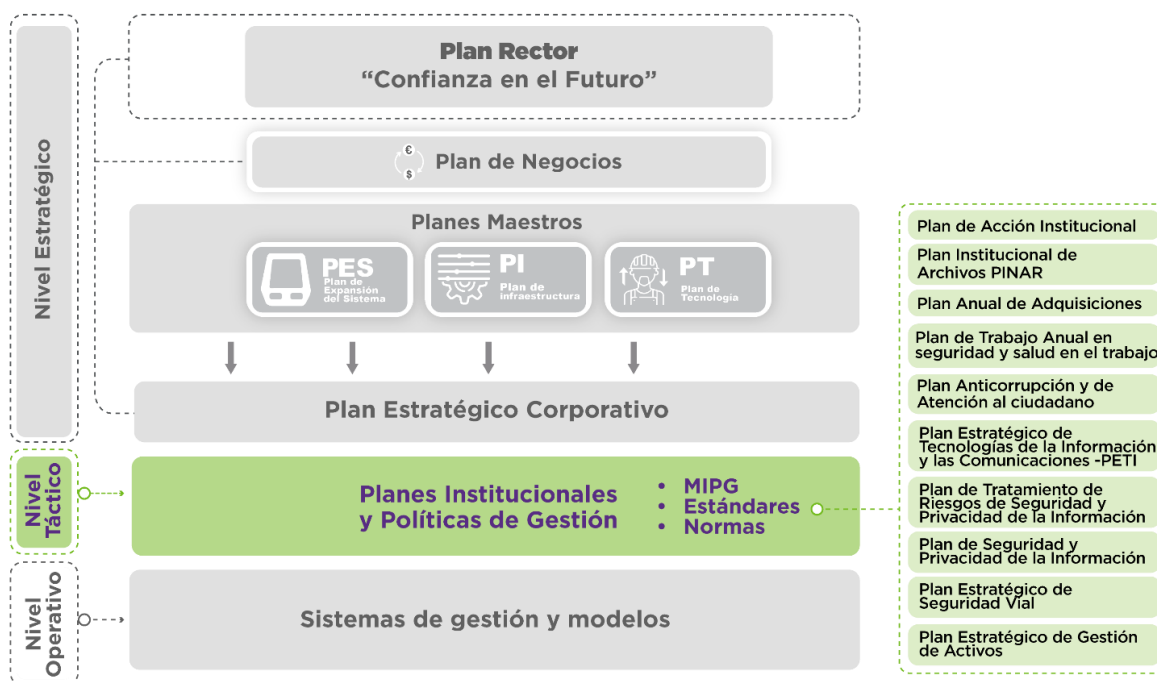 Nivel Estratégico
Plan Rector
“Confianza en el Futuro”
€
$
Plan de Negocios
Planes Maestros
PES
Plan de
Expansión
del Sistema
PI
Plan de
infraestructura
PT
Plan de
Tecnología
Plan Estratégico Corporativo
Nivel
Táctico
Planes Institucionales
y Políticas de Gestión
• MIPG
• Estándares
• Normas
Nivel
Operativo
Sistemas de gestión y modelos
Plan de Acción Institucional
Plan Institucional de
Archivos PINAR
Plan Anual de Adquisiciones
Plan de Trabajo Anual en
seguridad y salud en el trabajo
Plan Anticorrupción y de
Atención al ciudadano
Plan Estratégico de
Tecnologías de la Información
y las Comunicaciones -PETI
Plan de Tratamiento de
Riesgos de Seguridad y
Privacidad de la Información
Plan de Seguridad y
Privacidad de la Información
Plan Estratégico de
Seguridad Vial
Plan Estratégico de Gestión
de Activos